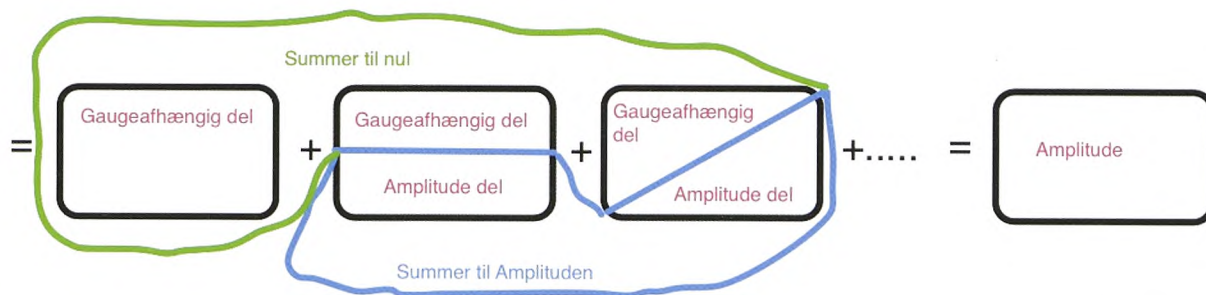 Summer til nul
= Gaugeafhængig del + Gaugeafhængig del
Amplitude del + Gaugeafhængig
del
Amplitude del +..... = Amplitude
Summer til Amplituden